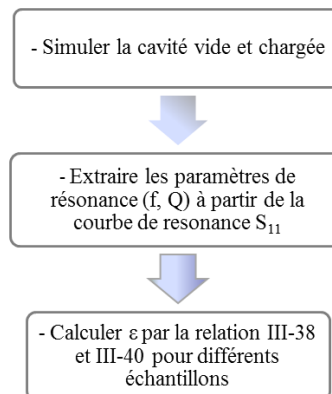 - Simuler la cavité vide et chargée
- Extraire les paramètres de
résonance (f, Q) à partir de la
courbe de resonance S₁₁
- Calculer ε par la relation III-38
et III-40 pour différents
échantillons